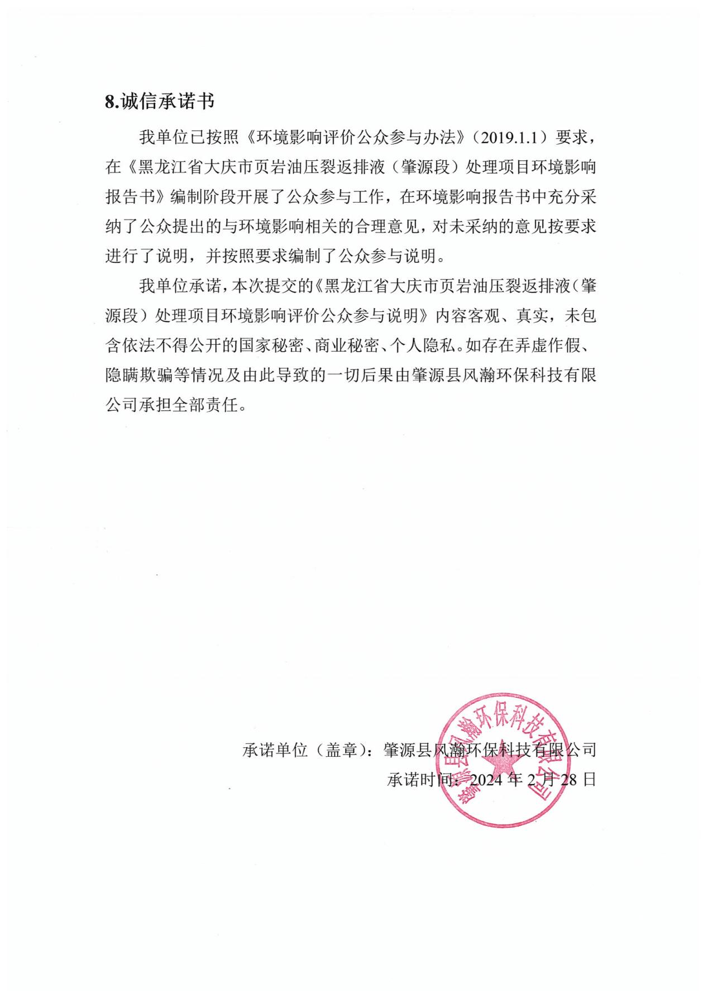 8.诚信承诺书
我单位已按照《环境影响评价公众参与办法》（2019.1.1）要求，
在《黑龙江省大庆市页岩油压裂返排液（肇源段）处理项目环境影响
报告书》编制阶段开展了公众参与工作，在环境影响报告书中充分采
纳了公众提出的与环境影响相关的合理意见，对未采纳的意见按要求
进行了说明，并按照要求编制了公众参与说明。
我单位承诺，本次提交的《黑龙江省大庆市页岩油压裂返排液（肇
源段）处理项目环境影响评价公众参与说明》内容客观、真实，未包
含依法不得公开的国家秘密、商业秘密、个人隐私。如存在弄虚作假、
隐瞒欺骗等情况及由此导致的一切后果由肇源县风瀚环保科技有限
公司承担全部责任。
承诺单位（盖章）：肇源县风瀚环保科技有限公司
承诺时间：2024 年 2 月 28 日
肇源县风瀚环保科技有限公司